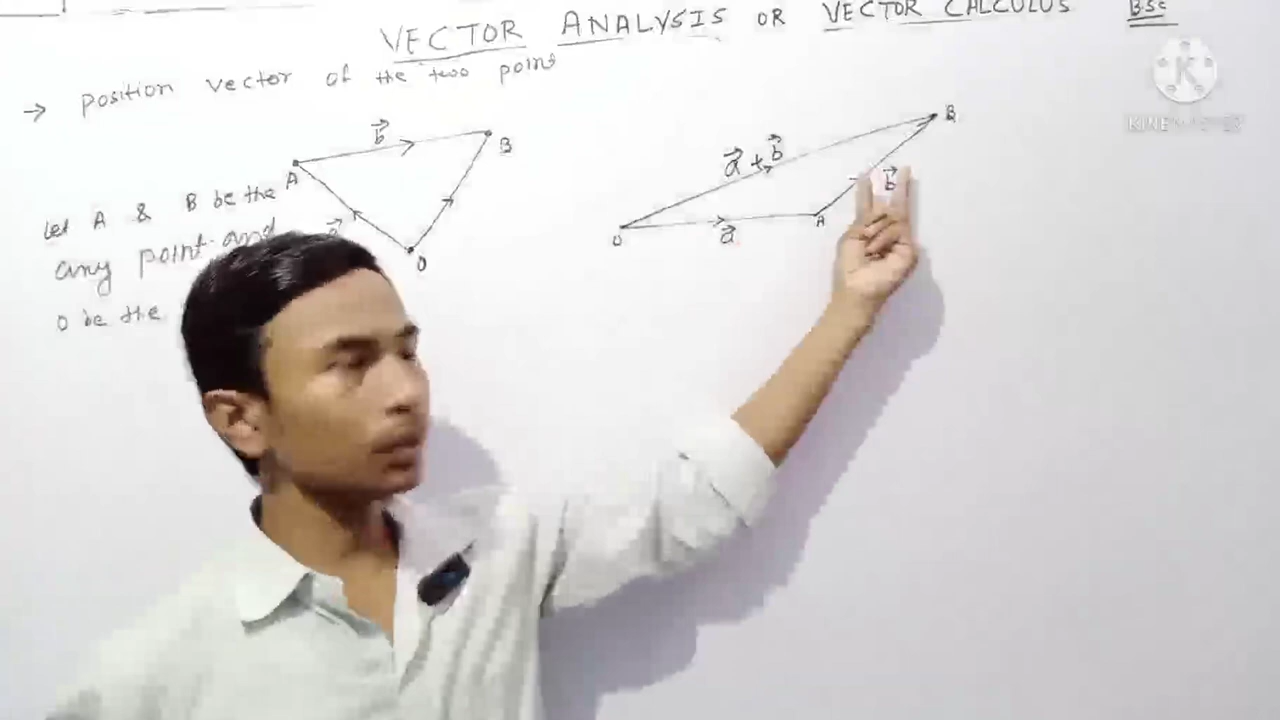 VECTOR ANALYSIS OR VECTOR CALCULUS BSc
→ position vector of the two point
KINEMASTER
b⃗
A
B
let A & B be the
any point and
O be the
a⃗
O
a⃗ + b⃗
B
b⃗
O
a⃗
A